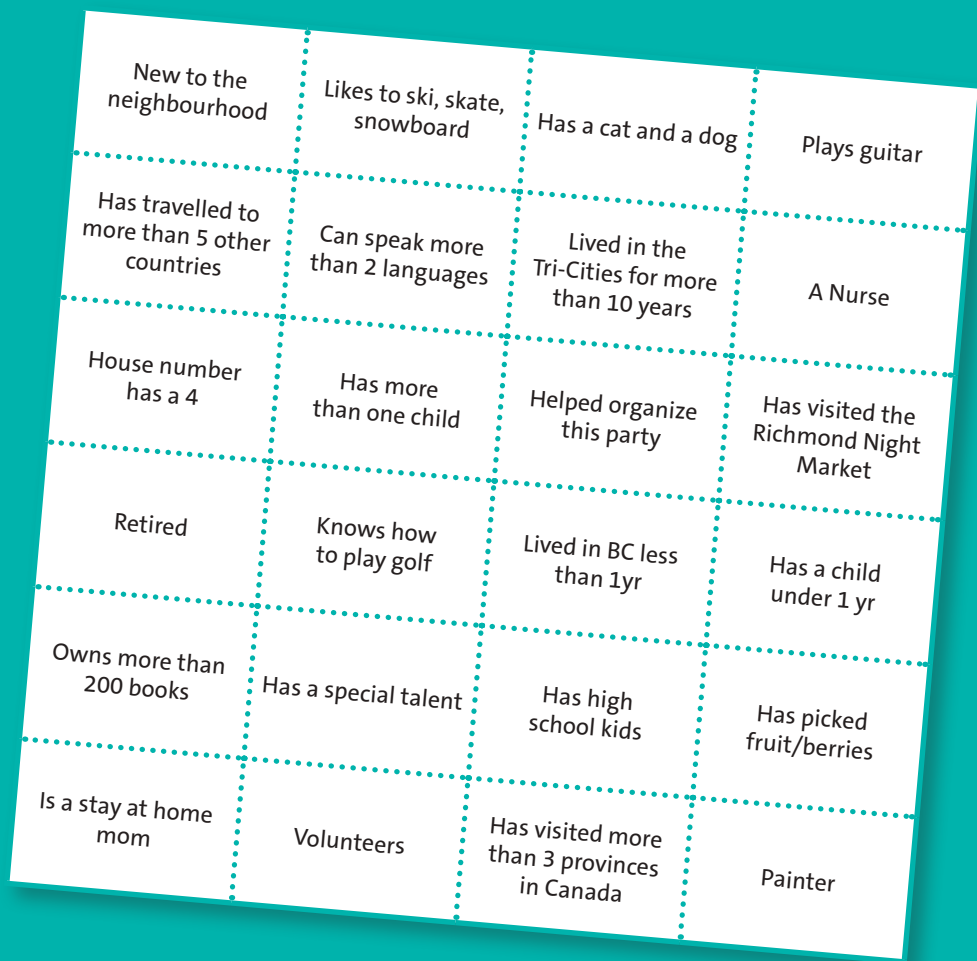 New to the
neighbourhood
Likes to ski, skate,
snowboard
Has a cat and a dog
Plays guitar
Has travelled to
more than 5 other
countries
Can speak more
than 2 languages
Lived in the
Tri-Cities for more
than 10 years
A Nurse
House number
has a 4
Has more
than one child
Helped organize
this party
Has visited the
Richmond Night
Market
Retired
Knows how
to play golf
Lived in BC less
than 1yr
Has a child
under 1 yr
Owns more than
200 books
Has a special talent
Has high
school kids
Has picked
fruit/berries
Is a stay at home
mom
Volunteers
Has visited more
than 3 provinces
in Canada
Painter